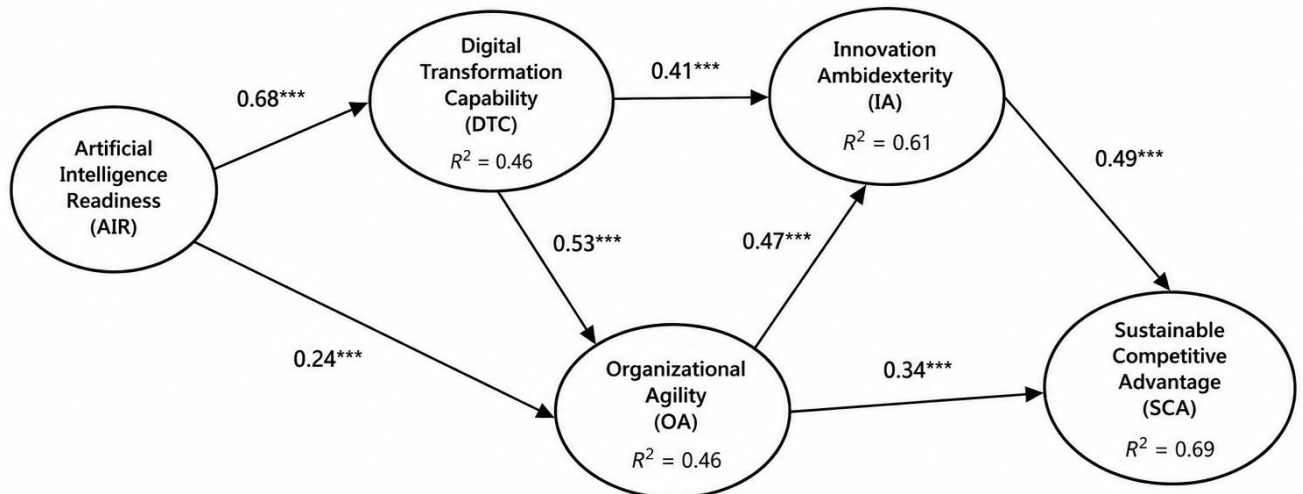 Artificial
Intelligence
Readiness
(AIR)
0.68***
0.24***
Digital
Transformation
Capability
(DTC)
R² = 0.46
0.41***
0.53***
Innovation
Ambidexterity
(IA)
R² = 0.61
0.47***
0.49***
Organizational
Agility
(OA)
R² = 0.46
0.34***
Sustainable
Competitive
Advantage
(SCA)
R² = 0.69